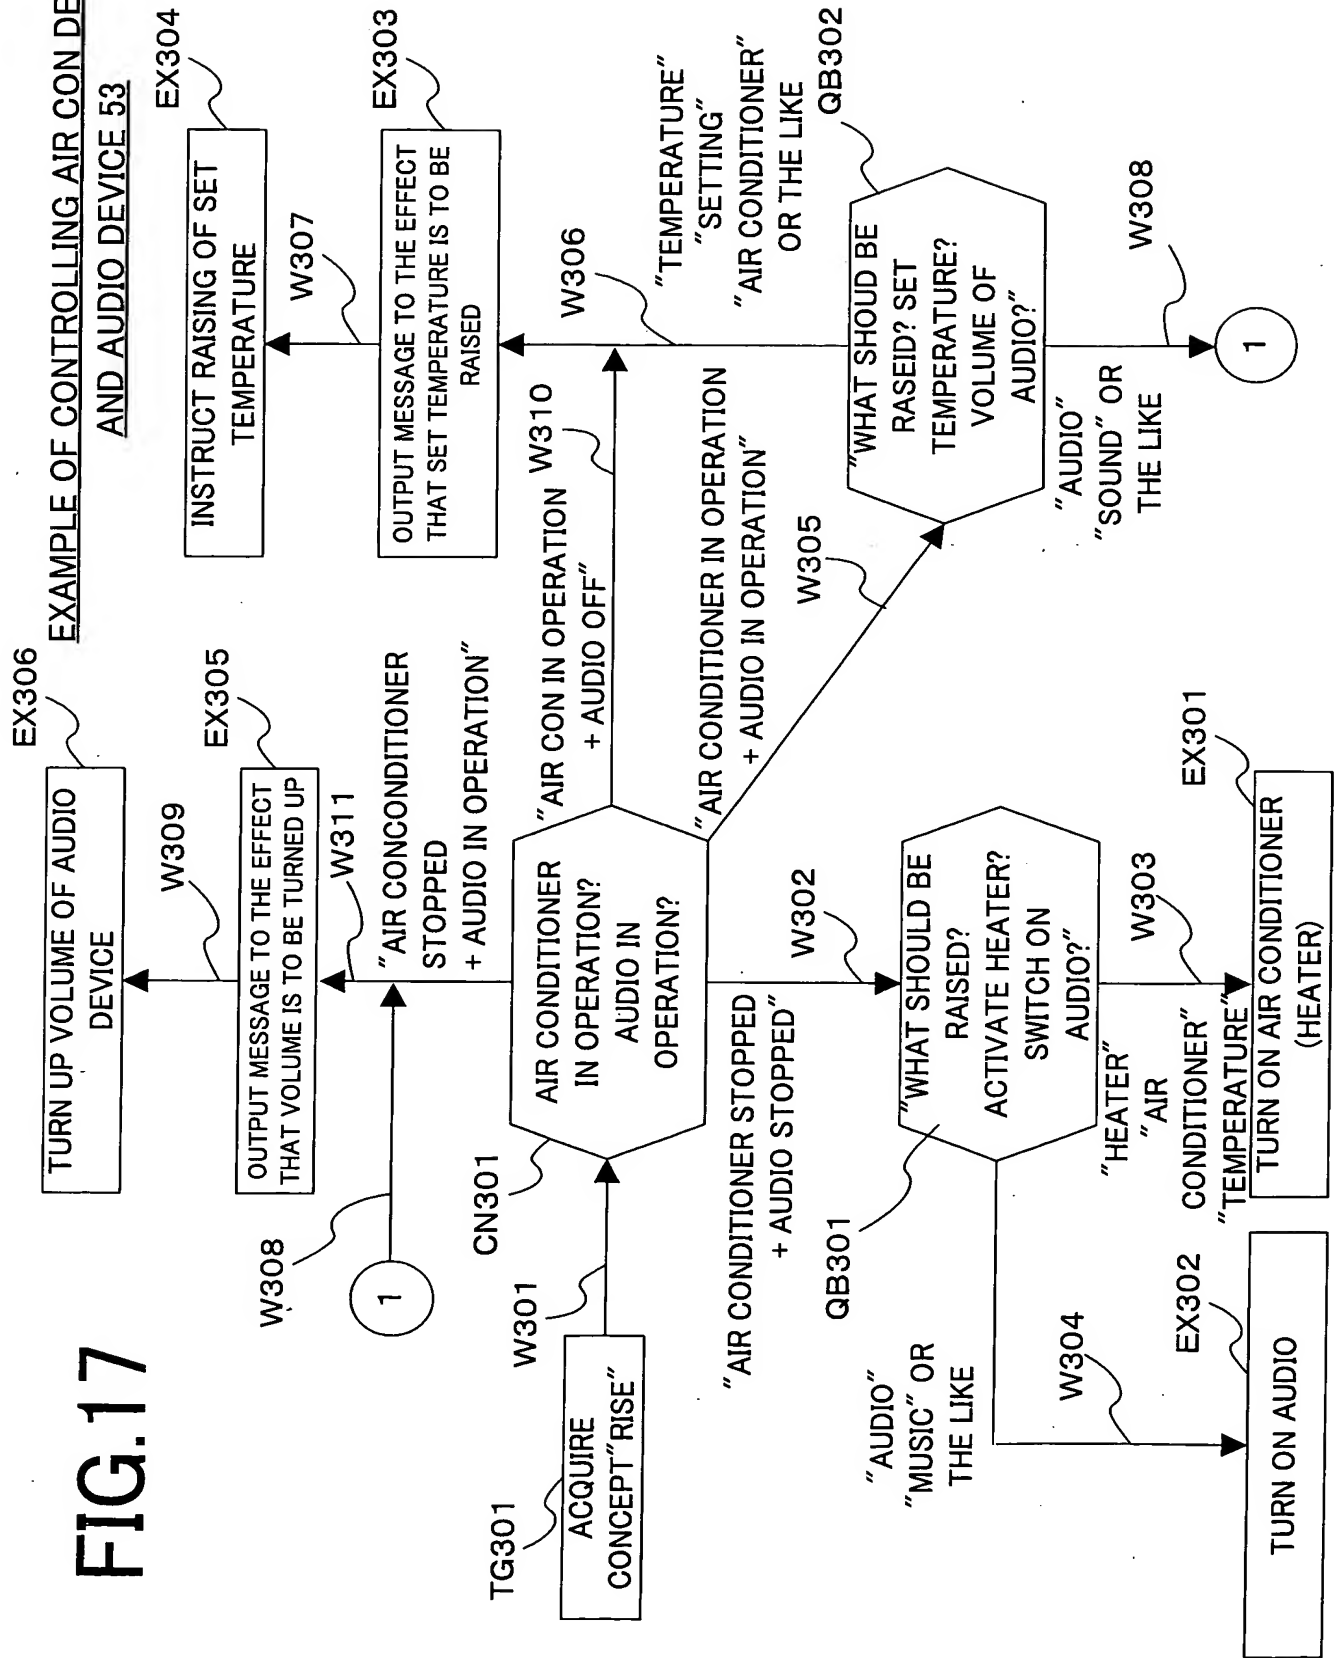 FIG.17
EXAMPLE OF CONTROLLING AIR CON DE
AND AUDIO DEVICE 53
TG301
ACQUIRE
CONCEPT"RISE"
W301
CN301
AIR CONDITIONER
IN OPERATION?
AUDIO IN
OPERATION?
"AIR CONCONDITIONER
STOPPED
+ AUDIO IN OPERATION"
W311
W308
1
EX305
OUTPUT MESSAGE TO THE EFFECT
THAT VOLUME IS TO BE TURNED UP
W309
EX306
TURN UP VOLUME OF AUDIO
DEVICE
"AIR CON IN OPERATION
+ AUDIO OFF"
W310
"AIR CONDITIONER IN OPERATION
+ AUDIO IN OPERATION"
W305
"AIR CONDITIONER STOPPED
+ AUDIO STOPPED"
W302
QB301
"WHAT SHOULD BE
RAISED?
ACTIVATE HEATER?
SWITCH ON
AUDIO?"
"HEATER"
"AIR
CONDITIONER"
"TEMPERATURE"
W303
EX301
TURN ON AIR CONDITIONER
(HEATER)
"AUDIO"
"MUSIC" OR
THE LIKE
W304
EX302
TURN ON AUDIO
QB302
"WHAT SHOUD BE
RASEID? SET
TEMPERATURE?
VOLUME OF
AUDIO?"
"AUDIO"
"SOUND" OR
THE LIKE
W308
1
"TEMPERATURE"
"SETTING"
"AIR CONDITIONER"
OR THE LIKE
W306
EX303
OUTPUT MESSAGE TO THE EFFECT
THAT SET TEMPERATURE IS TO BE
RAISED
W307
EX304
INSTRUCT RAISING OF SET
TEMPERATURE